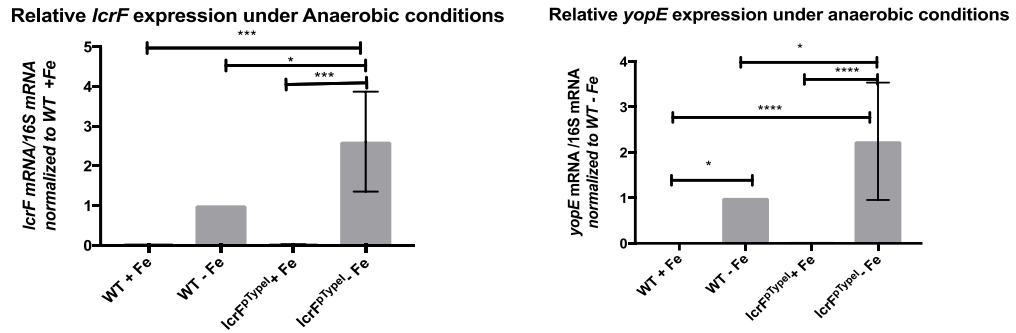 Relative lcrF expression under Anaerobic conditions
lcrF mRNA/16S mRNA
normalized to WT +Fe
5
4
3
2
1
0
***
*
***
WT + Fe
WT - Fe
lcrFpTypeI+ Fe
lcrFpTypeI- Fe
Relative yopE expression under anaerobic conditions
yopE mRNA /16S mRNA
normalized to WT - Fe
4
3
2
1
0
*
****
****
*
WT + Fe
WT - Fe
lcrFpTypeI+ Fe
lcrFpTypeI- Fe